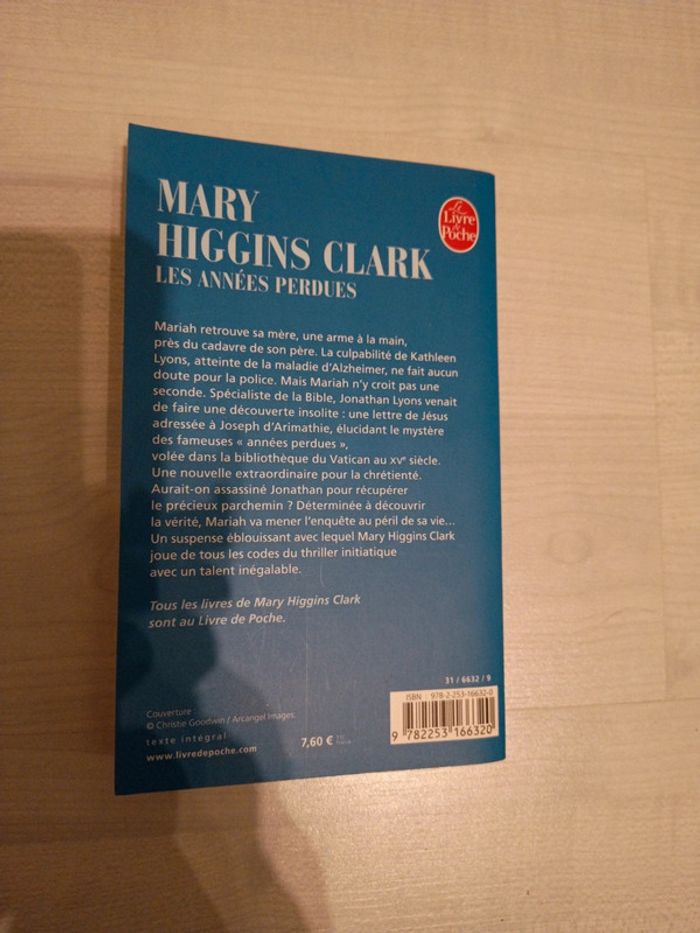 MARY
HIGGINS CLARK
LES ANNÉES PERDUES
Le
Livre
de
Poche
Mariah retrouve sa mère, une arme à la main,
près du cadavre de son père. La culpabilité de Kathleen
Lyons, atteinte de la maladie d'Alzheimer, ne fait aucun
doute pour la police. Mais Mariah n'y croit pas une
seconde. Spécialiste de la Bible, Jonathan Lyons venait
de faire une découverte insolite : une lettre de Jésus
adressée à Joseph d'Arimathie, élucidant le mystère
des fameuses « années perdues »,
volée dans la bibliothèque du Vatican au XVe siècle.
Une nouvelle extraordinaire pour la chrétienté.
Aurait-on assassiné Jonathan pour récupérer
le précieux parchemin ? Déterminée à découvrir
la vérité, Mariah va mener l'enquête au péril de sa vie...
Un suspense éblouissant avec lequel Mary Higgins Clark
joue de tous les codes du thriller initiatique
avec un talent inégalable.
Tous les livres de Mary Higgins Clark
sont au Livre de Poche.
31 / 6632 / 9
ISBN : 978-2-253-16632-0
Couverture :
© Christie Goodwin / Arcangel Images.
texte intégral
www.livredepoche.com
7,60 €
9 782253 166320